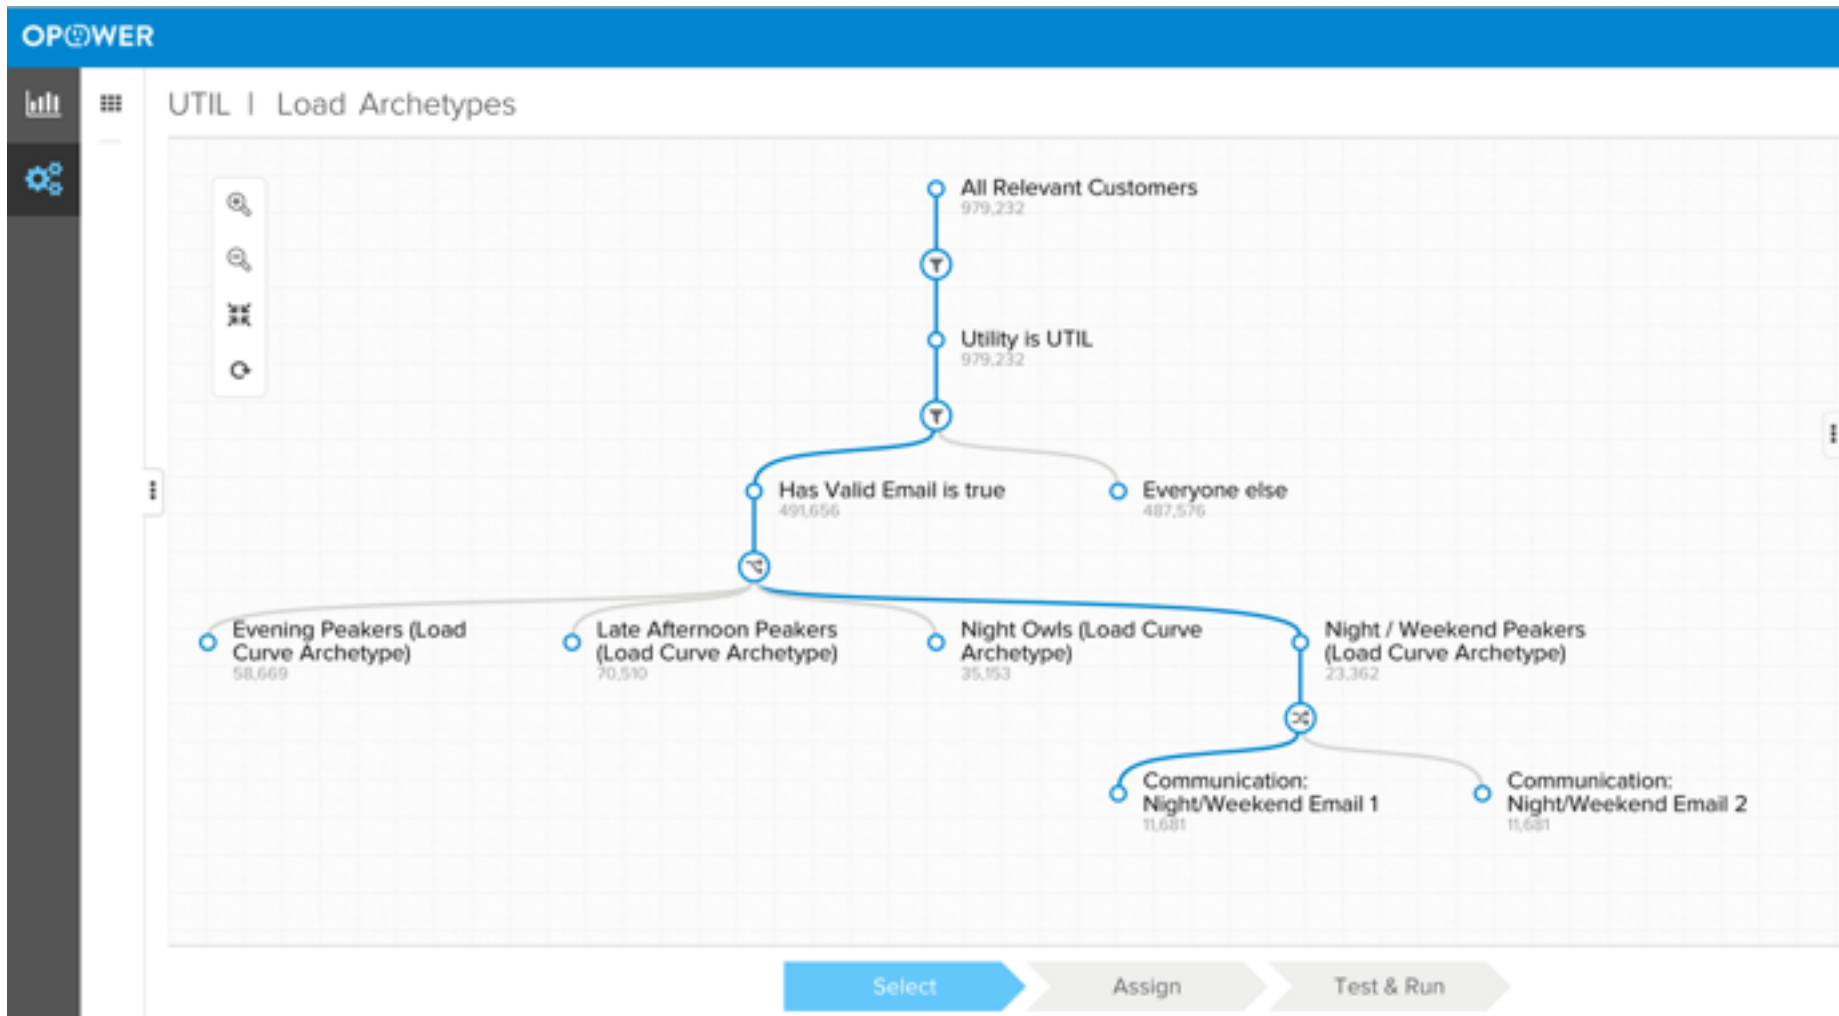 OPOWER
UTIL | Load Archetypes
All Relevant Customers
979,232
Utility is UTIL
979,232
Has Valid Email is true
491,656
Everyone else
487,576
Evening Peakers (Load
Curve Archetype)
58,669
Late Afternoon Peakers
(Load Curve Archetype)
70,510
Night Owls (Load Curve
Archetype)
35,153
Night / Weekend Peakers
(Load Curve Archetype)
23,362
Communication:
Night/Weekend Email 1
11,681
Communication:
Night/Weekend Email 2
11,681
Select
Assign
Test & Run